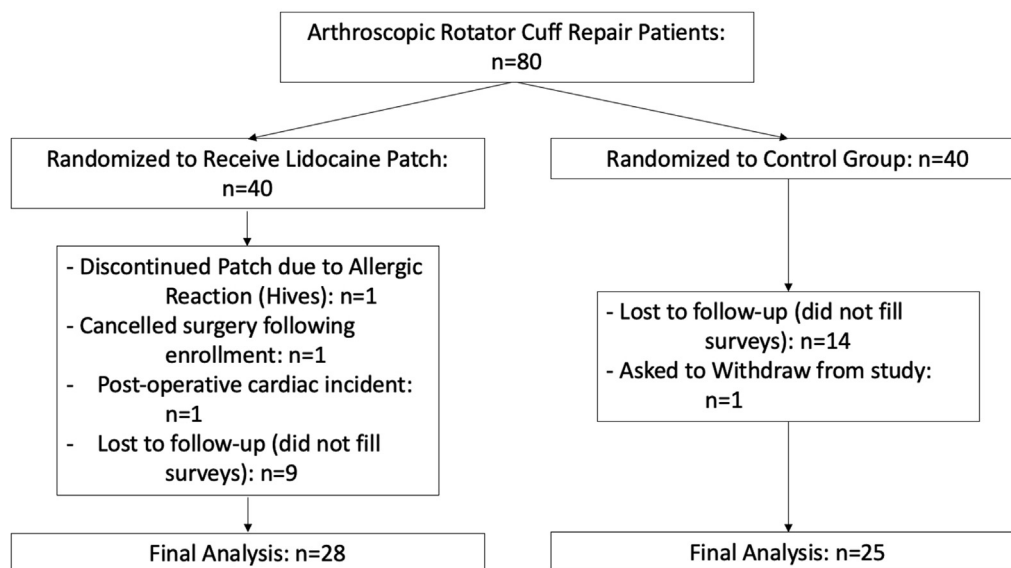 Arthroscopic Rotator Cuff Repair Patients:
n=80
Randomized to Receive Lidocaine Patch:
n=40
Randomized to Control Group: n=40
- Discontinued Patch due to Allergic
Reaction (Hives): n=1
- Cancelled surgery following
enrollment: n=1
- Post-operative cardiac incident:
n=1
- Lost to follow-up (did not fill
surveys): n=9
- Lost to follow-up (did not fill
surveys): n=14
- Asked to Withdraw from study:
n=1
Final Analysis: n=28
Final Analysis: n=25